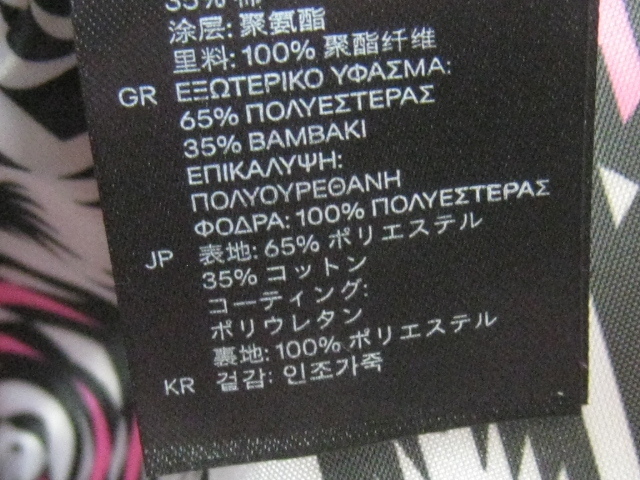 35% 棉
涂层: 聚氨酯
里料: 100% 聚酯纤维
GR ΕΞΩΤΕΡΙΚΟ ΥΦΑΣΜΑ:
65% ΠΟΛΥΕΣΤΕΡΑΣ
35% ΒΑΜΒΑΚΙ
ΕΠΙΚΑΛΥΨΗ:
ΠΟΛΥΟΥΡΕΘΑΝΗ
ΦΟΔΡΑ: 100% ΠΟΛΥΕΣΤΕΡΑΣ
JP 表地: 65% ポリエステル
35% コットン
コーティング:
ポリウレタン
裏地: 100% ポリエステル
KR 겉감: 인조가죽